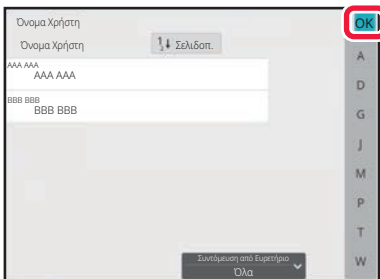 Όνομα Χρήστη
OK
Όνομα Χρήστη
Σελιδοπ.
AAA AAA
AAA AAA
BBB BBB
BBB BBB
A
D
G
J
M
P
T
W
Συντόμευση από Ευρετήριο
Όλα